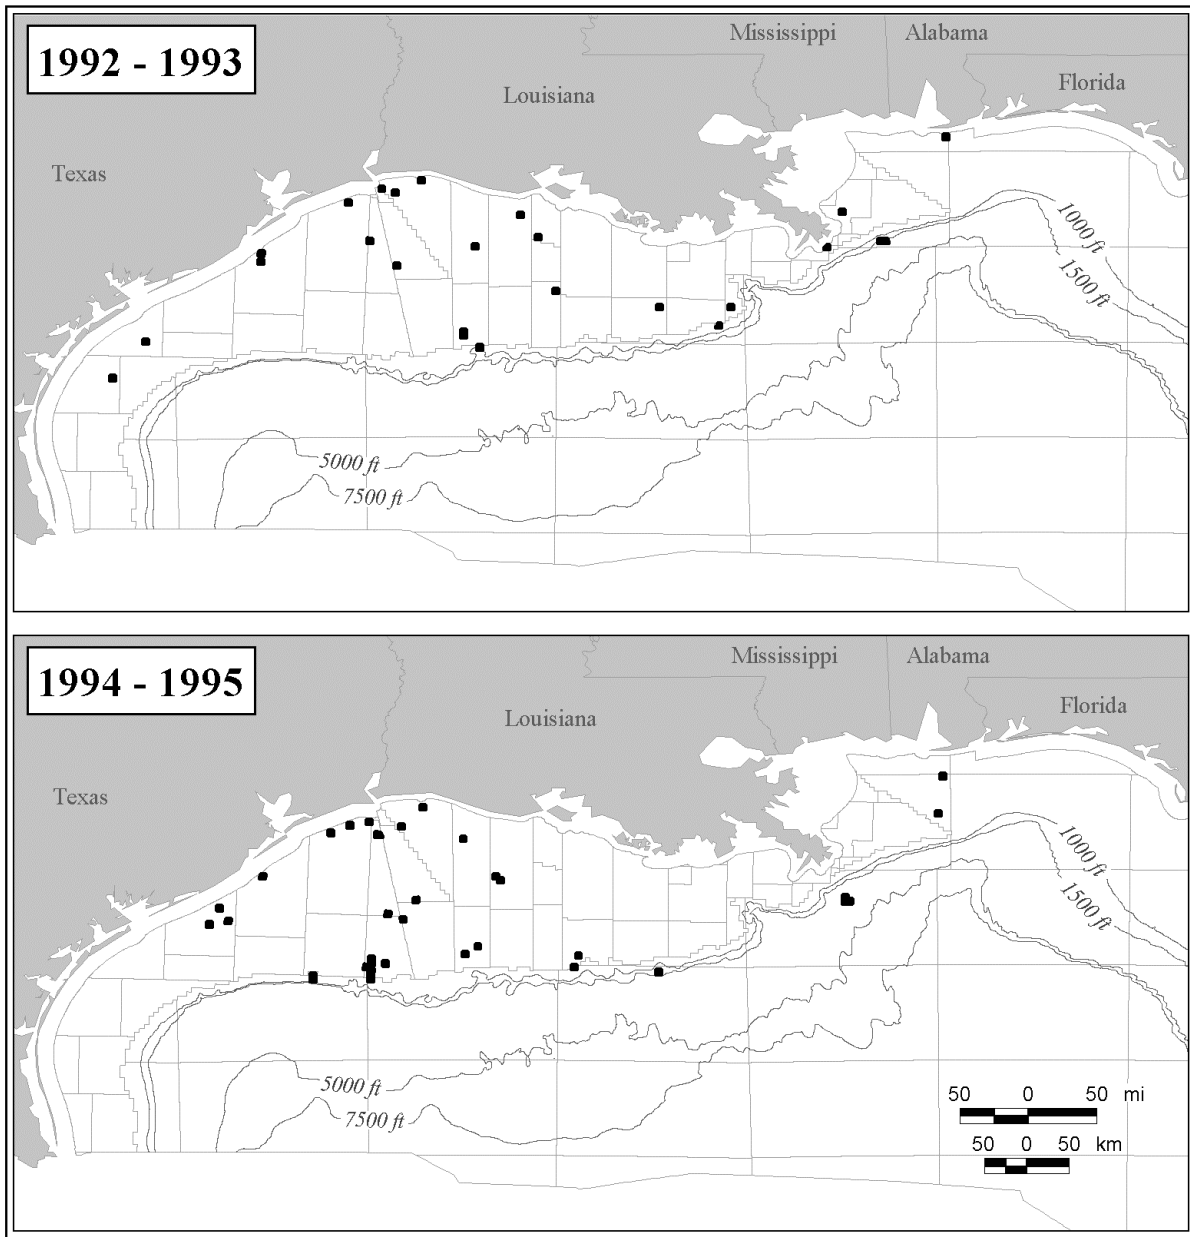 1992 - 1993
Mississippi
Alabama
Louisiana
Florida
Texas
1000 ft
1500 ft
5000 ft
7500 ft
1994 - 1995
Mississippi
Alabama
Louisiana
Florida
Texas
1000 ft
1500 ft
5000 ft
7500 ft
50 0 50 mi
50 0 50 km